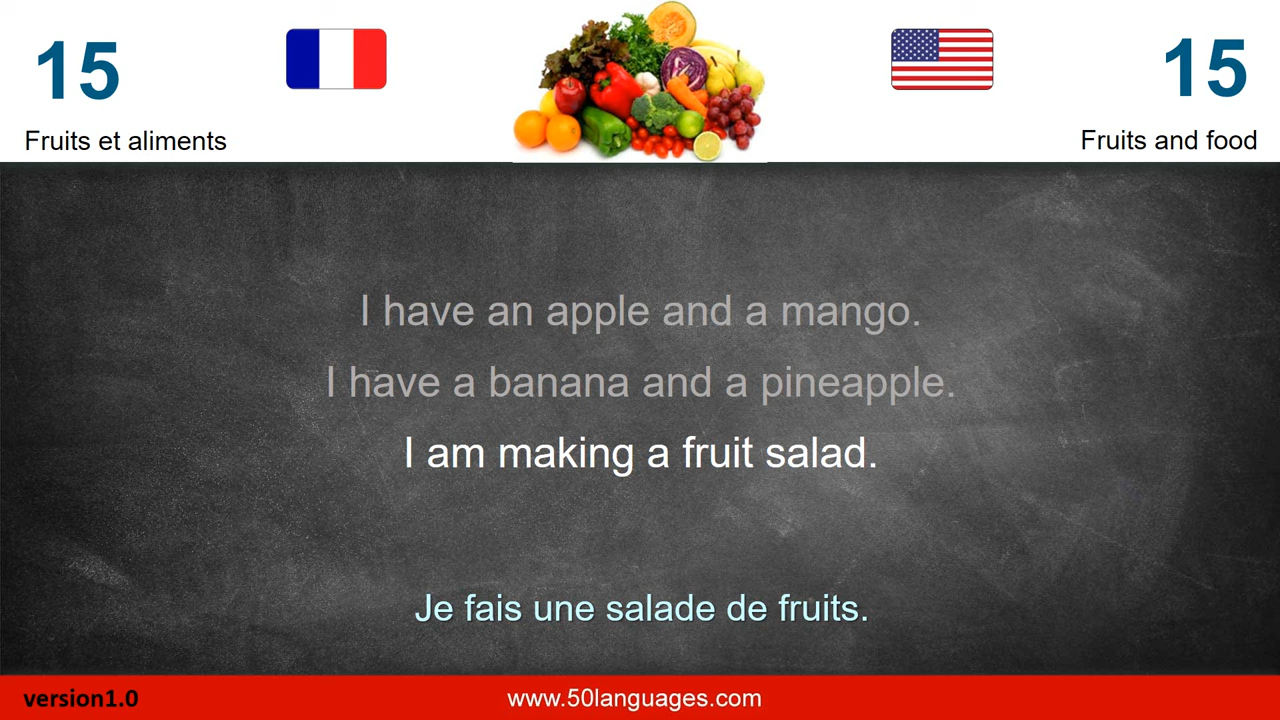 15
15
Fruits et aliments
Fruits and food
I have an apple and a mango.
I have a banana and a pineapple.
I am making a fruit salad.
Je fais une salade de fruits.
version1.0
www.50languages.com